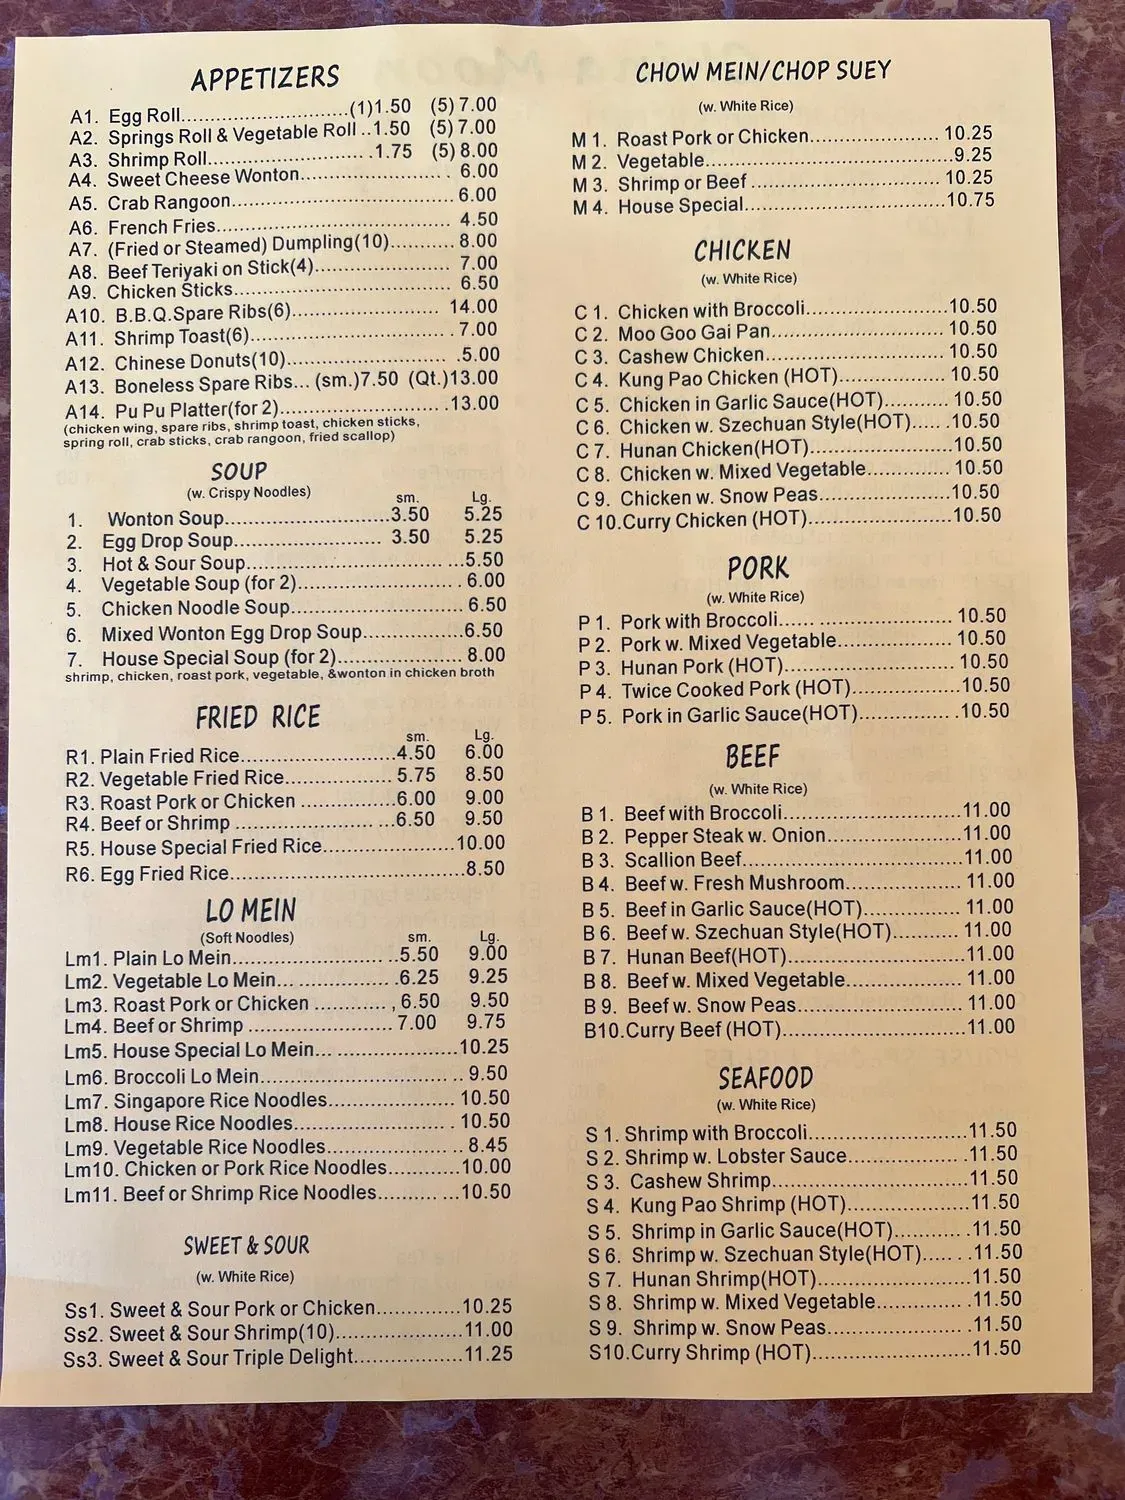 APPETIZERS
A1. Egg Roll..............................(1)1.50 (5) 7.00
A2. Springs Roll & Vegetable Roll ..1.50 (5) 7.00
A3. Shrimp Roll............................ .1.75 (5) 8.00
A4. Sweet Cheese Wonton........................ . 6.00
A5. Crab Rangoon.........................................6.00
A6. French Fries........................................... 4.50
A7. (Fried or Steamed) Dumpling(10)........... 8.00
A8. Beef Teriyaki on Stick(4)........................ 7.00
A9. Chicken Sticks........................................ 6.50
A10. B.B.Q.Spare Ribs(6).......................... 14.00
A11. Shrimp Toast(6)................................... .7.00
A12. Chinese Donuts(10)........................... .5.00
A13. Boneless Spare Ribs... (sm.)7.50 (Qt.)13.00
A14. Pu Pu Platter(for 2)........................... .13.00
(chicken wing, spare ribs, shrimp toast, chicken sticks,
spring roll, crab sticks, crab rangoon, fried scallop)
SOUP
(w. Crispy Noodles)
sm. Lg.
1. Wonton Soup..............................3.50 5.25
2. Egg Drop Soup.......................... 3.50 5.25
3. Hot & Sour Soup.................................. ...5.50
4. Vegetable Soup (for 2)............................ . 6.00
5. Chicken Noodle Soup.............................. . 6.50
6. Mixed Wonton Egg Drop Soup..................6.50
7. House Special Soup (for 2)...................... 8.00
shrimp, chicken, roast pork, vegetable, &wonton in chicken broth
FRIED RICE
sm. Lg.
R1. Plain Fried Rice............................4.50 6.00
R2. Vegetable Fried Rice....................5.75 8.50
R3. Roast Pork or Chicken .................6.00 9.00
R4. Beef or Shrimp ......................... ...6.50 9.50
R5. House Special Fried Rice........................10.00
R6. Egg Fried Rice..........................................8.50
LO MEIN
(Soft Noodles)
sm. Lg.
Lm1. Plain Lo Mein............................ ..5.50 9.00
Lm2. Vegetable Lo Mein... ............... .6.25 9.25
Lm3. Roast Pork or Chicken ............ , 6.50 9.50
Lm4. Beef or Shrimp .......................... 7.00 9.75
Lm5. House Special Lo Mein... .....................10.25
Lm6. Broccoli Lo Mein................................. .. 9.50
Lm7. Singapore Rice Noodles...................... 10.50
Lm8. House Rice Noodles............................ . 10.50
Lm9. Vegetable Rice Noodles..................... .. 8.45
Lm10. Chicken or Pork Rice Noodles............10.00
Lm11. Beef or Shrimp Rice Noodles.......... ...10.50
SWEET & SOUR
(w. White Rice)
Ss1. Sweet & Sour Pork or Chicken...............10.25
Ss2. Sweet & Sour Shrimp(10).......................11.00
Ss3. Sweet & Sour Triple Delight...................11.25
CHOW MEIN/CHOP SUEY
(w. White Rice)
M 1. Roast Pork or Chicken....................... 10.25
M 2. Vegetable............................................9.25
M 3. Shrimp or Beef .................................. 10.25
M 4. House Special....................................10.75
CHICKEN
(w. White Rice)
C 1. Chicken with Broccoli.........................10.50
C 2. Moo Goo Gai Pan............................... 10.50
C 3. Cashew Chicken................................ 10.50
C 4. Kung Pao Chicken (HOT)................... 10.50
C 5. Chicken in Garlic Sauce(HOT)............ 10.50
C 6. Chicken w. Szechuan Style(HOT)..... .10.50
C 7. Hunan Chicken(HOT).........................10.50
C 8. Chicken w. Mixed Vegetable............... 10.50
C 9. Chicken w. Snow Peas.......................10.50
C 10.Curry Chicken (HOT).........................10.50
PORK
(w. White Rice)
P 1. Pork with Broccoli...... ....................... 10.50
P 2. Pork w. Mixed Vegetable.....................10.50
P 3. Hunan Pork (HOT).............................. 10.50
P 4. Twice Cooked Pork (HOT)...................10.50
P 5. Pork in Garlic Sauce(HOT)................ .10.50
BEEF
(w. White Rice)
B 1. Beef with Broccoli................................11.00
B 2. Pepper Steak w. Onion........................11.00
B 3. Scallion Beef.......................................11.00
B 4. Beef w. Fresh Mushroom.................... 11.00
B 5. Beef in Garlic Sauce(HOT)................. 11.00
B 6. Beef w. Szechuan Style(HOT)........... 11.00
B 7. Hunan Beef(HOT)................................11.00
B 8. Beef w. Mixed Vegetable.................... .11.00
B 9. Beef w. Snow Peas............................. 11.00
B10.Curry Beef (HOT).................................11.00
SEAFOOD
(w. White Rice)
S 1. Shrimp with Broccoli............................11.50
S 2. Shrimp w. Lobster Sauce.................... .11.50
S 3. Cashew Shrimp...................................11.50
S 4. Kung Pao Shrimp (HOT)......................11.50
S 5. Shrimp in Garlic Sauce(HOT)............ .11.50
S 6. Shrimp w. Szechuan Style(HOT)..... . .11.50
S 7. Hunan Shrimp(HOT)...........................11.50
S 8. Shrimp w. Mixed Vegetable............... .11.50
S 9. Shrimp w. Snow Peas........................ .11.50
S10.Curry Shrimp (HOT)............................11.50